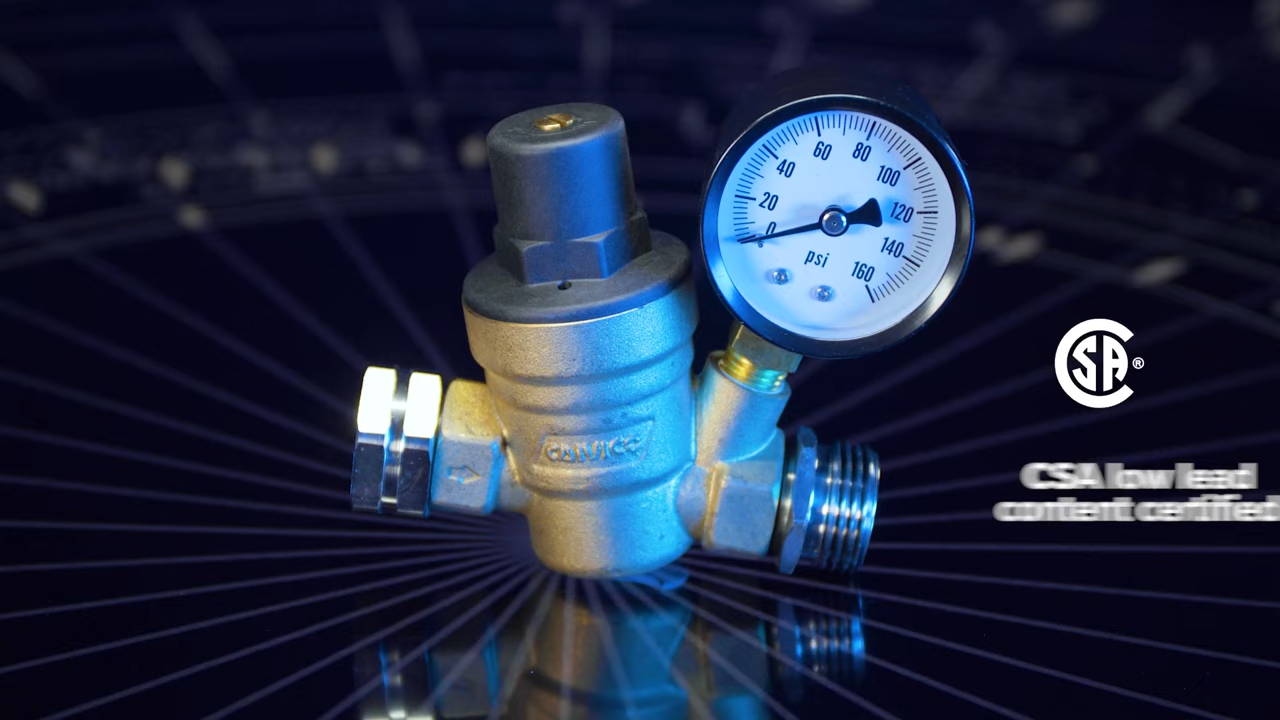 60 80
40 100
20 120
0 140
psi 160
CAMCO
CSA ®
CSA low lead
content certified